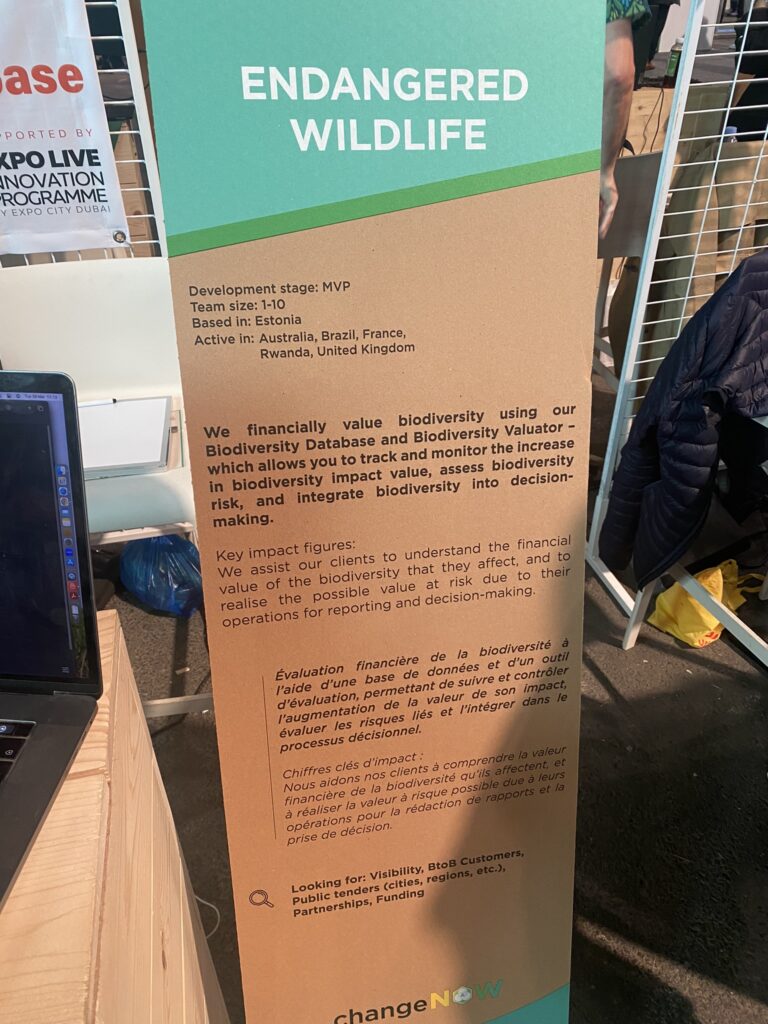 ase
PPORTED BY
XPO LIVE
NNOVATION
PROGRAMME
Y EXPO CITY DUBAI
ENDANGERED
WILDLIFE
Development stage: MVP
Team size: 1-10
Based in: Estonia
Active in: Australia, Brazil, France,
Rwanda, United Kingdom
We financially value biodiversity using our
Biodiversity Database and Biodiversity Valuator –
which allows you to track and monitor the increase
in biodiversity impact value, assess biodiversity
risk, and integrate biodiversity into decision-
making.
Key impact figures:
We assist our clients to understand the financial
value of the biodiversity that they affect, and to
realise the possible value at risk due to their
operations for reporting and decision-making.
Évaluation financière de la biodiversité à
l'aide d'une base de données et d'un outil
d'évaluation, permettant de suivre et contrôler
l'augmentation de la valeur de son impact,
évaluer les risques liés et l'intégrer dans le
processus décisionnel.
Chiffres clés d'impact :
Nous aidons nos clients à comprendre la valeur
financière de la biodiversité qu'ils affectent, et
à réaliser la valeur à risque possible due à leurs
opérations pour la rédaction de rapports et la
prise de décision.
Looking for: Visibility, BtoB Customers,
Public tenders (cities, regions, etc.),
Partnerships, Funding
changeNOW